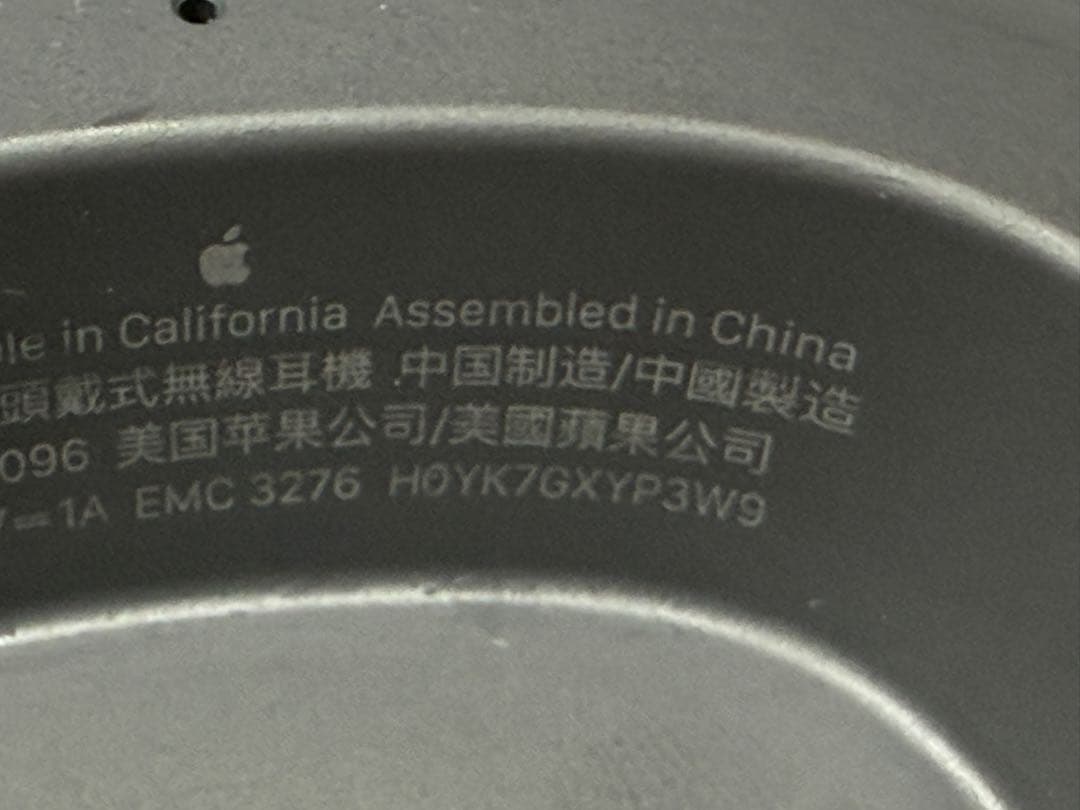 le in California Assembled in China
頭戴式無線耳機 中国制造/中國製造
096 美国苹果公司/美國蘋果公司
⎓1A EMC 3276 H0YK7GXYP3W9